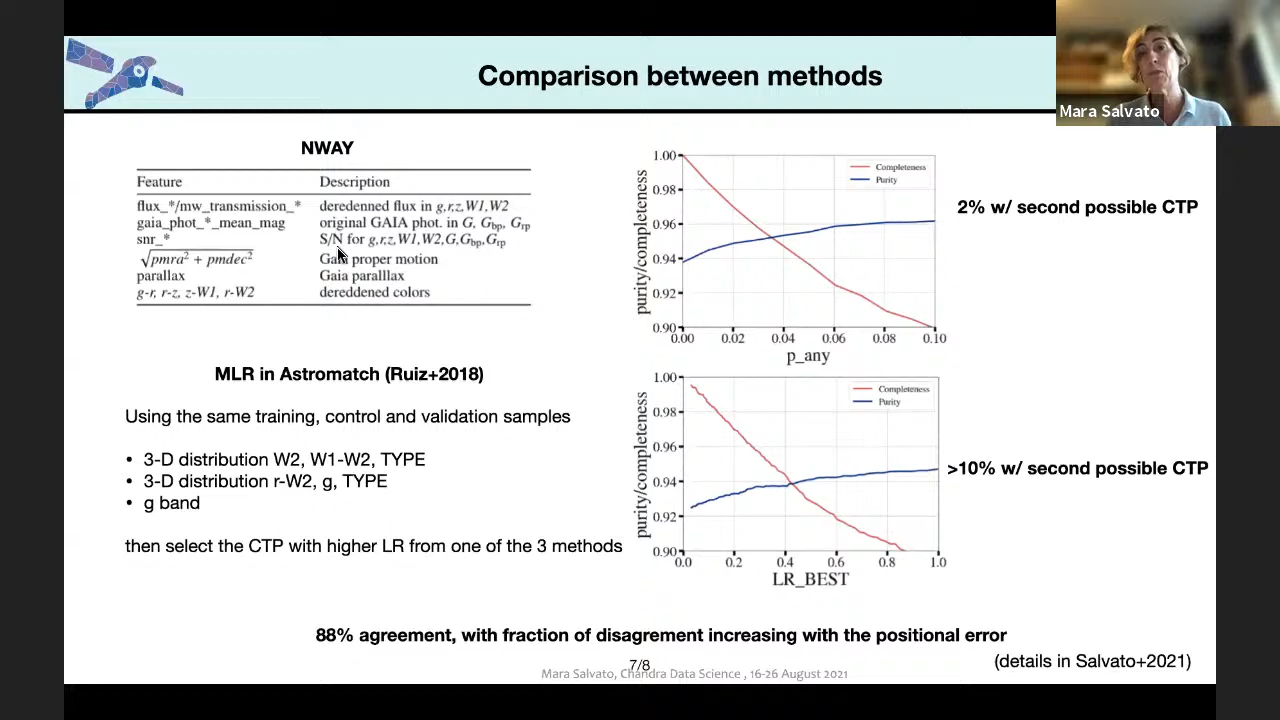 Comparison between methods
Mara Salvato
NWAY
Feature Description
flux_*/mw_transmission_* deredenned flux in g,r,z,W1,W2
gaia_phot_*_mean_mag original GAIA phot. in G, Gbp, Grp
snr_* S/N for g,r,z,W1,W2,G,Gbp,Grp
√pmra² + pmdec² Gaia proper motion
parallax Gaia paralllax
g-r, r-z, z-W1, r-W2 dereddened colors
MLR in Astromatch (Ruiz+2018)
Using the same training, control and validation samples
• 3-D distribution W2, W1-W2, TYPE
• 3-D distribution r-W2, g, TYPE
• g band
then select the CTP with higher LR from one of the 3 methods
purity/completeness
1.00
0.98
0.96
0.94
0.92
0.90
Completeness
Purity
0.00 0.02 0.04 0.06 0.08 0.10
p_any
2% w/ second possible CTP
purity/completeness
1.00
0.98
0.96
0.94
0.92
0.90
Completeness
Purity
0.0 0.2 0.4 0.6 0.8 1.0
LR_BEST
>10% w/ second possible CTP
88% agreement, with fraction of disagrement increasing with the positional error
(details in Salvato+2021)
7/8
Mara Salvato, Chandra Data Science , 16-26 August 2021